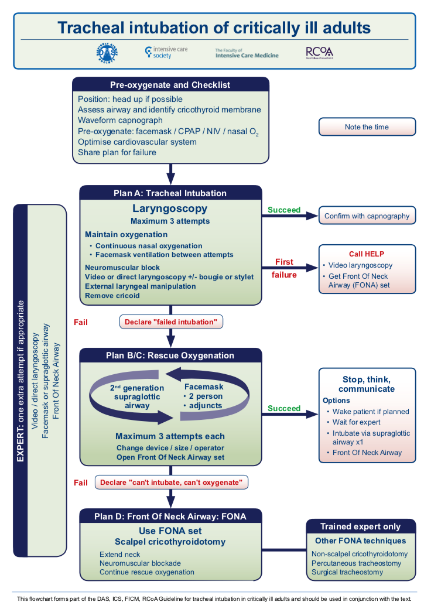 Tracheal intubation of critically ill adults
intensive care
society
The Faculty of
Intensive Care Medicine
RCoA
Pre-oxygenate and Checklist
Position: head up if possible
Assess airway and identify cricothyroid membrane
Waveform capnograph
Pre-oxygenate: facemask / CPAP / NIV / nasal O2
Optimise cardiovascular system
Share plan for failure
Note the time
Plan A: Tracheal Intubation
Laryngoscopy
Maximum 3 attempts
Maintain oxygenation
• Continuous nasal oxygenation
• Facemask ventilation between attempts
Neuromuscular block
Video or direct laryngoscopy +/- bougie or stylet
External laryngeal manipulation
Remove cricoid
Succeed
Confirm with capnography
First
failure
Call HELP
• Video laryngoscopy
• Get Front Of Neck
Airway (FONA) set
Fail
Declare "failed intubation"
Plan B/C: Rescue Oxygenation
2nd generation
supraglottic
airway
Facemask
• 2 person
• adjuncts
Maximum 3 attempts each
Change device / size / operator
Open Front Of Neck Airway set
Succeed
Stop, think,
communicate
Options
• Wake patient if planned
• Wait for expert
• Intubate via supraglottic
airway x1
• Front Of Neck Airway
Fail
Declare "can't intubate, can't oxygenate"
Plan D: Front Of Neck Airway: FONA
Use FONA set
Scalpel cricothyroidotomy
Extend neck
Neuromuscular blockade
Continue rescue oxygenation
Trained expert only
Other FONA techniques
Non-scalpel cricothyroidotomy
Percutaneous tracheostomy
Surgical tracheostomy
EXPERT: one extra attempt if appropriate
Video / direct laryngoscopy
Facemask or supraglottic airway
Front Of Neck Airway
This flowchart forms part of the DAS, ICS, FICM, RCoA Guideline for tracheal intubation in critically ill adults and should be used in conjunction with the text.